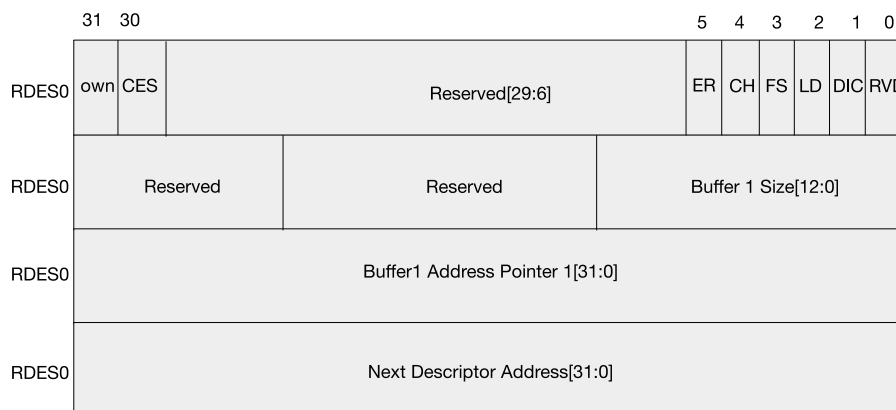 31 30 5 4 3 2 1 0
RDES0 own CES Reserved[29:6] ER CH FS LD DIC
RDES0 Reserved Reserved Buffer 1 Size[12:0]
RDES0 Buffer1 Address Pointer 1[31:0]
RDES0 Next Descriptor Address[31:0]